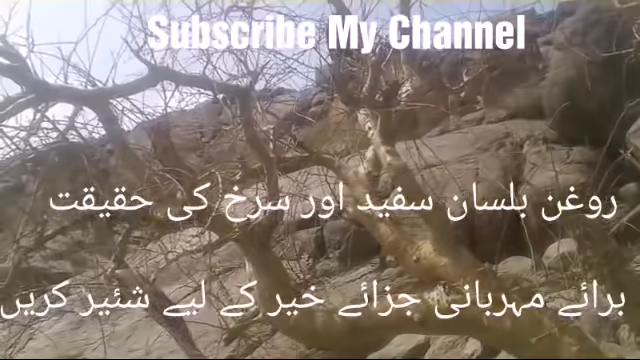 Subscribe My Channel
روغن بلسان سفید اور سرخ کی حقیقت
برائے مہربانی جزائے خیر کے لیے شئیر کریں